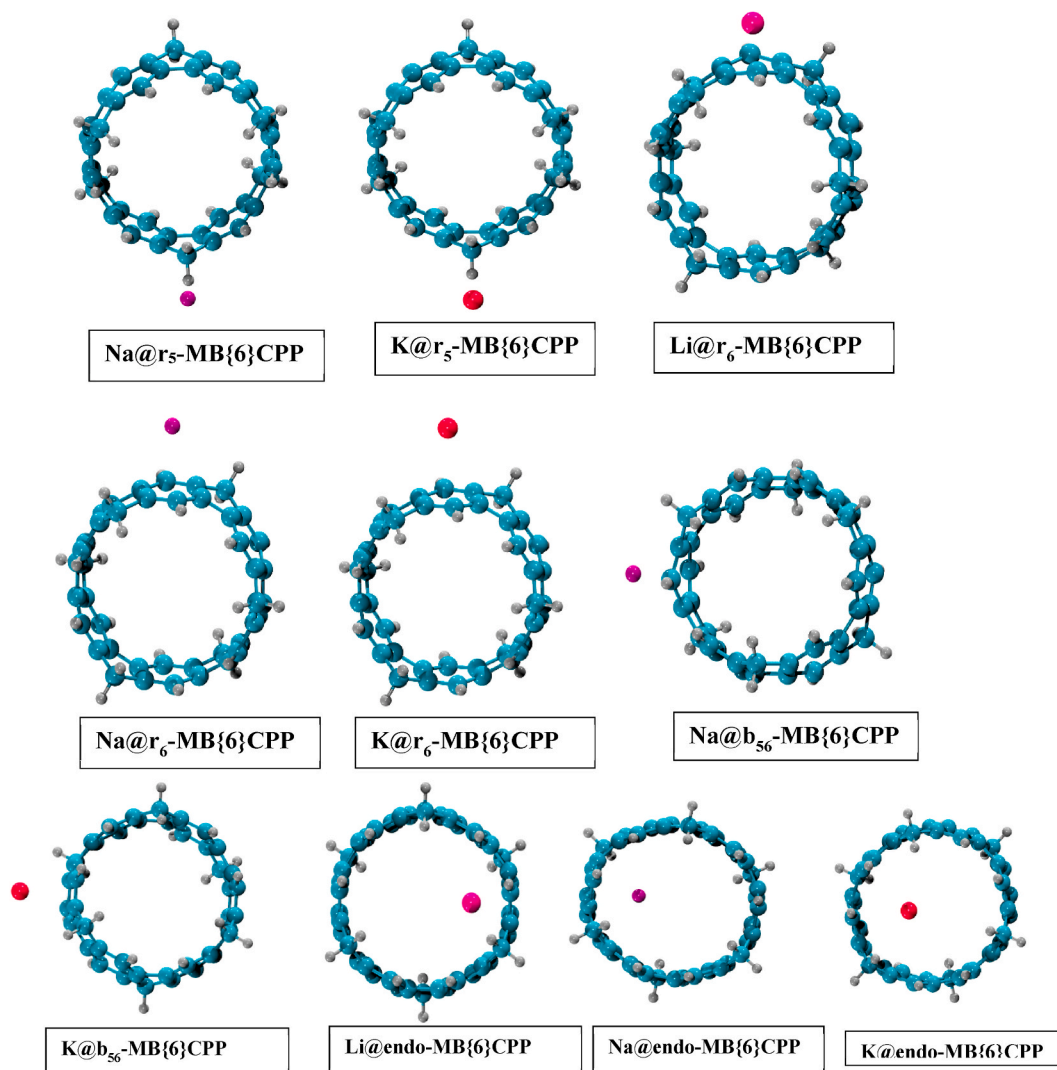 Na@r₅-MB{6}CPP
K@r₅-MB{6}CPP
Li@r₆-MB{6}CPP
Na@r₆-MB{6}CPP
K@r₆-MB{6}CPP
Na@b₅₆-MB{6}CPP
K@b₅₆-MB{6}CPP
Li@endo-MB{6}CPP
Na@endo-MB{6}CPP
K@endo-MB{6}CPP